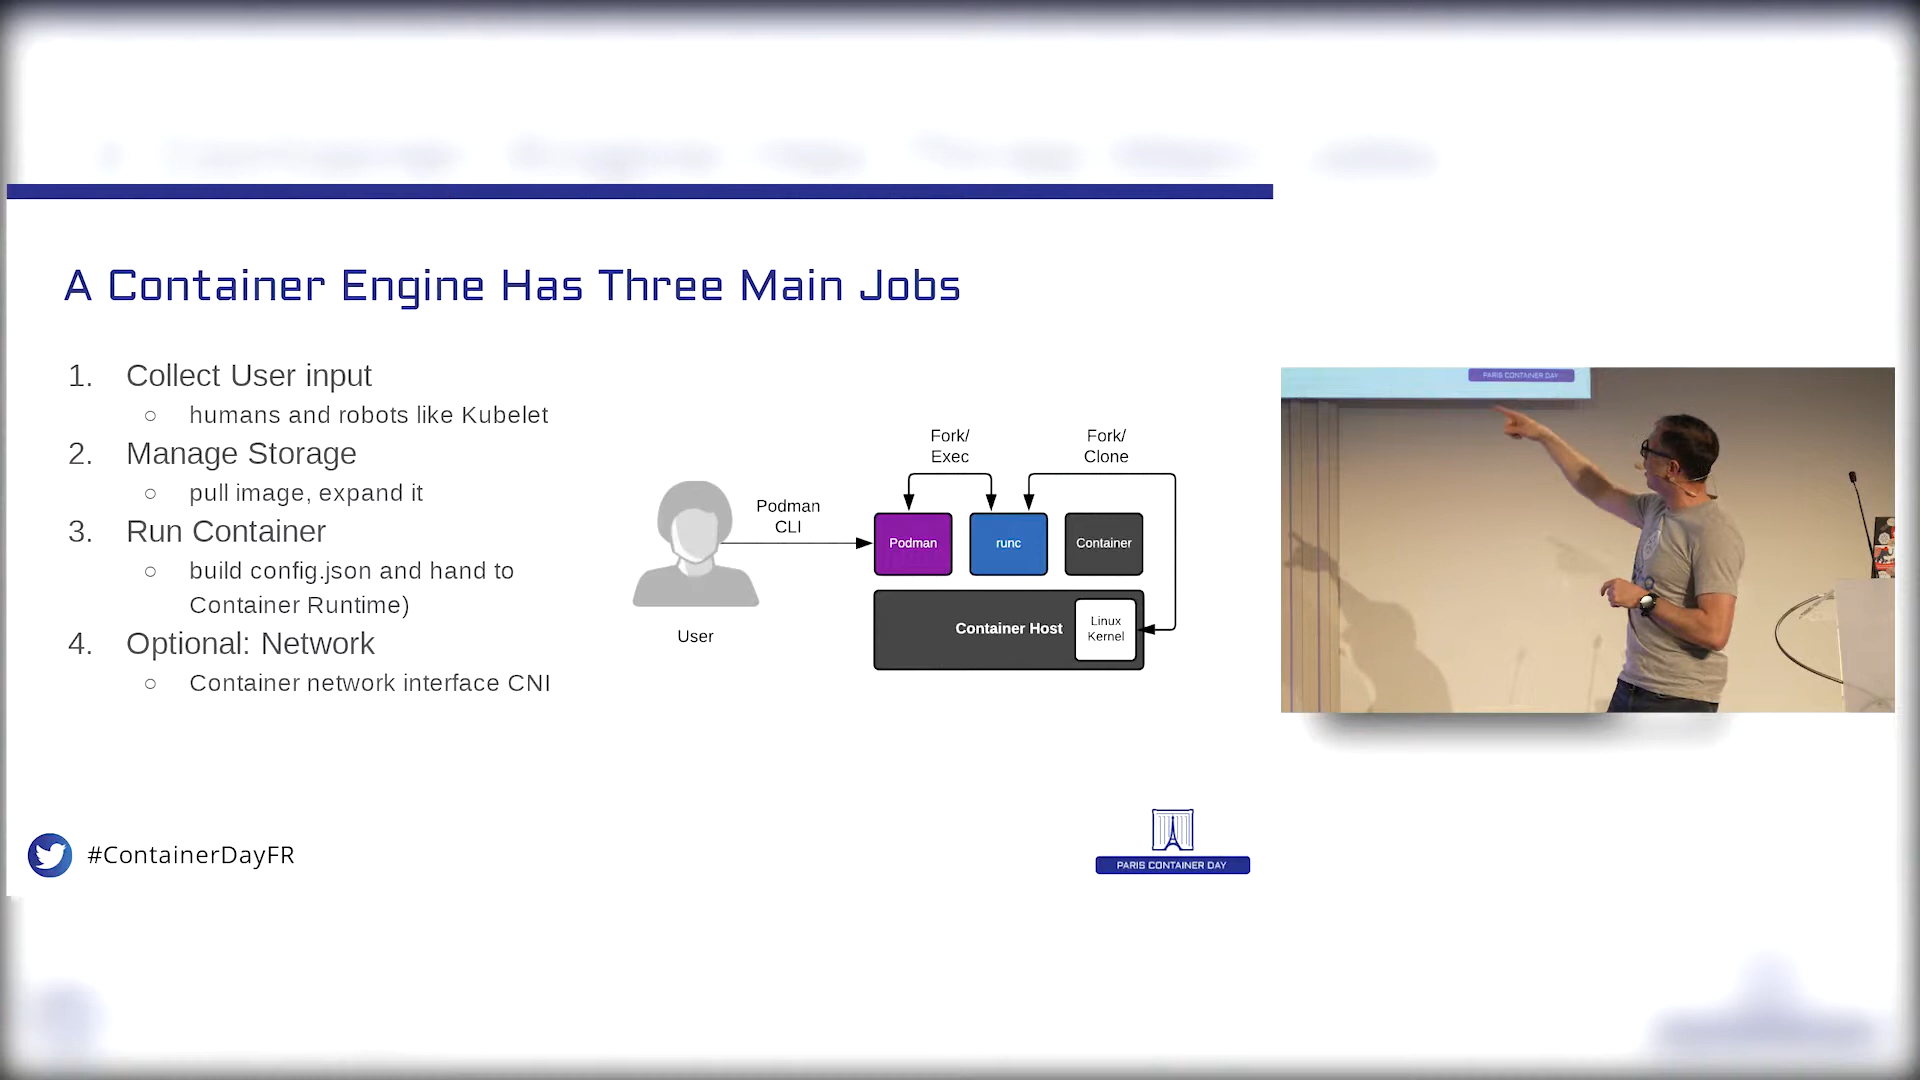 A Container Engine Has Three Main Jobs
1. Collect User input
○ humans and robots like Kubelet
2. Manage Storage
○ pull image, expand it
3. Run Container
○ build config.json and hand to
Container Runtime)
4. Optional: Network
○ Container network interface CNI
Fork/
Exec
Fork/
Clone
Podman
CLI
Podman
runc
Container
User
Container Host
Linux
Kernel
PARIS CONTAINER DAY
#ContainerDayFR
PARIS CONTAINER DAY